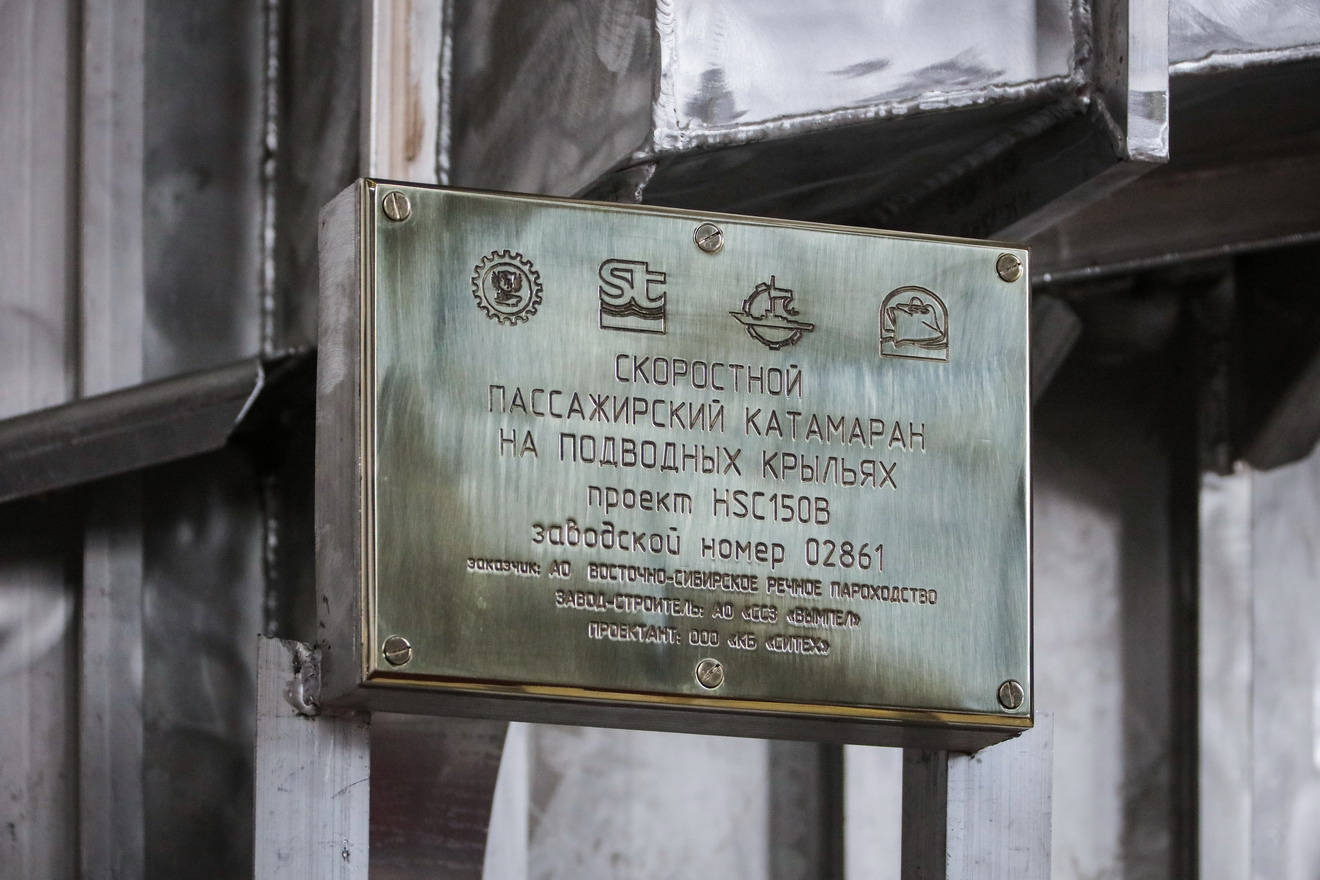 st
СКОРОСТНОЙ
ПАССАЖИРСКИЙ КАТАМАРАН
НА ПОДВОДНЫХ КРЫЛЬЯХ
проект HSC150B
заводской номер 02861
заказчик: АО ВОСТОЧНО-СИБИРСКОЕ РЕЧНОЕ ПАРОХОДСТВО
ЗАВОД-СТРОИТЕЛЬ: АО «ССЗ «ВЫМПЕЛ»
ПРОЕКТАНТ: ООО «КБ «СИТЕХ»